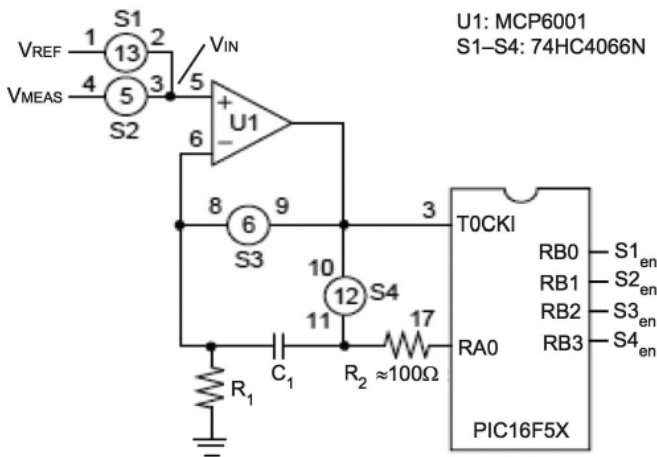 U1: MCP6001
S1–S4: 74HC4066N
S1
VREF 1 13 2
VIN
VMEAS 4 5 3 5
S2
+
U1
6 −
8 6 9
S3
3 T0CKI
10
12 S4
11
17
RA0
C1
R2 ≈100Ω
R1
RB0 S1en
RB1 S2en
RB2 S3en
RB3 S4en
PIC16F5X